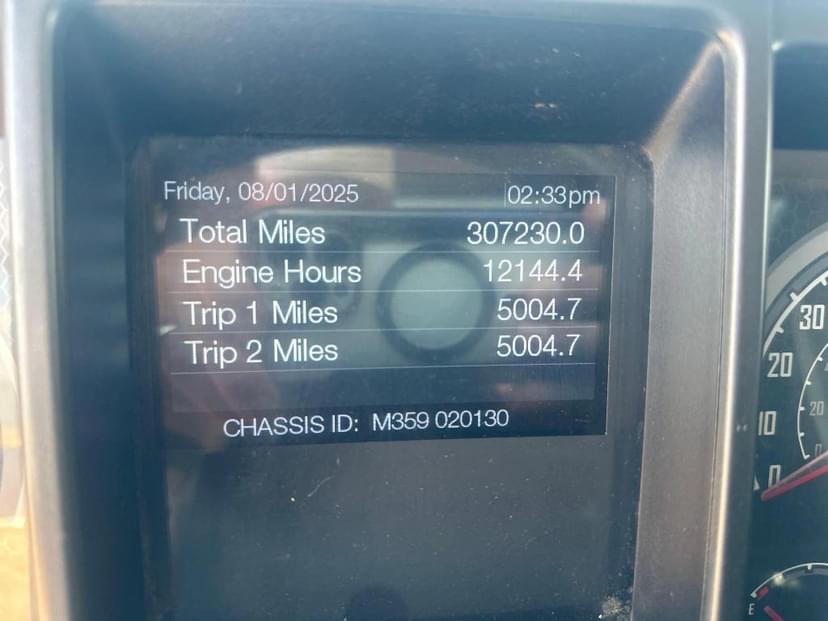 Friday, 08/01/2025 02:33pm
Total Miles 307230.0
Engine Hours 12144.4
Trip 1 Miles 5004.7
Trip 2 Miles 5004.7
CHASSIS ID: M359 020130
30
20
10
0
20
0
E